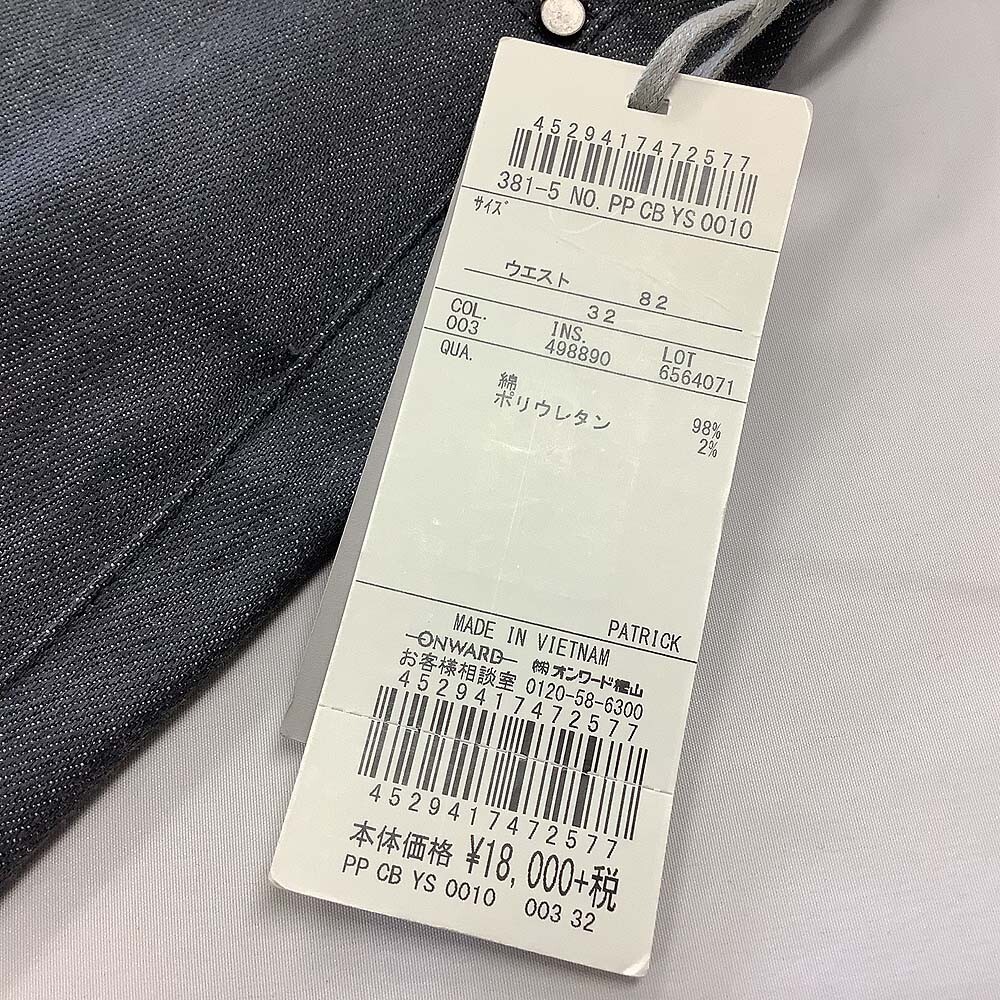 4529417472577
381-5 NO. PP CB YS 0010
サイズ
ウエスト 82
32
COL. INS. LOT
003 498890 6564071
QUA.
綿 98%
ポリウレタン 2%
PATRICK
MADE IN VIETNAM
ONWARD ㈱オンワード樫山
お客様相談室 0120-58-6300
4529417472577
4529417472577
本体価格 ¥18,000+税
PP CB YS 0010 003 32